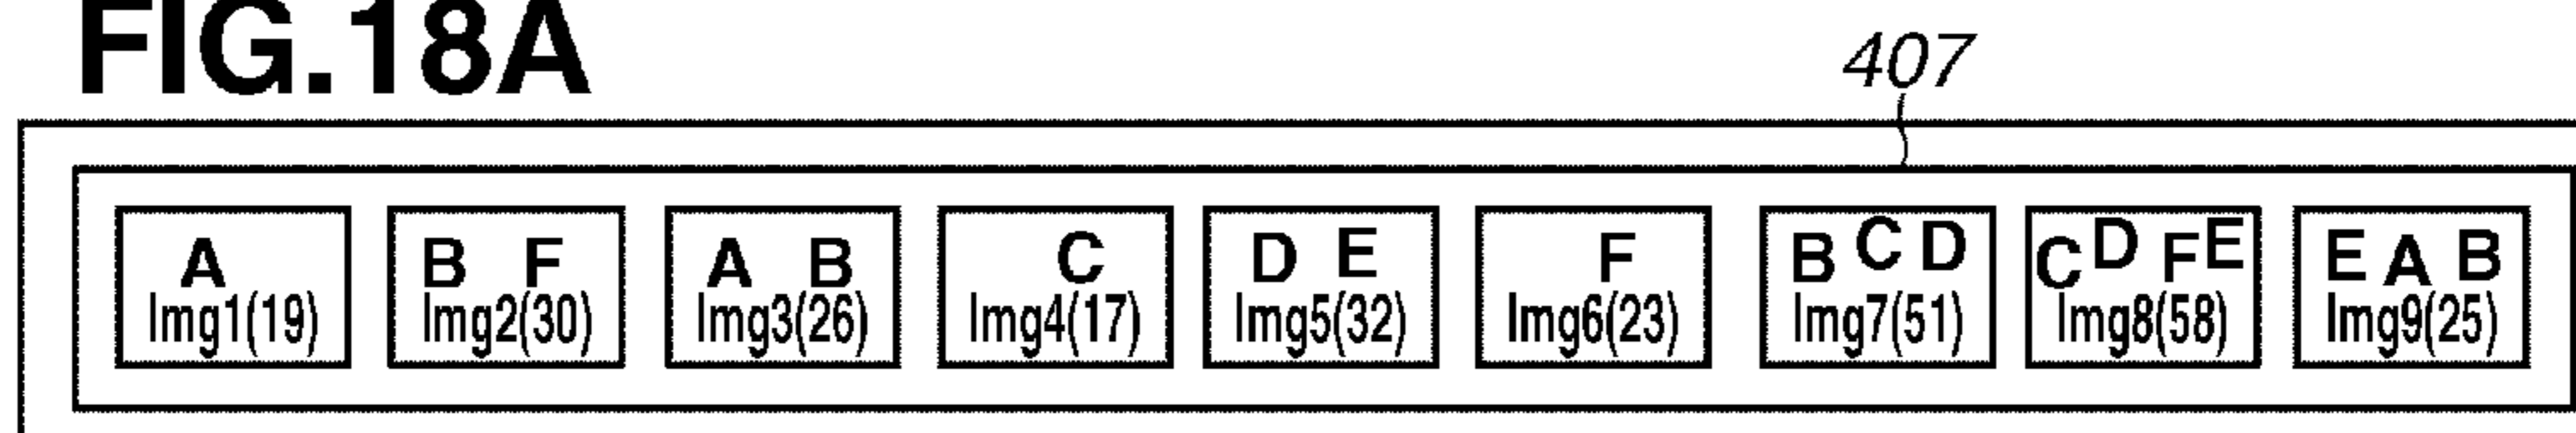 FIG.18A
407
A
Img1(19)
B F
Img2(30)
A B
Img3(26)
C
Img4(17)
D E
Img5(32)
F
Img6(23)
B C D
Img7(51)
C D F E
Img8(58)
E A B
Img9(25)